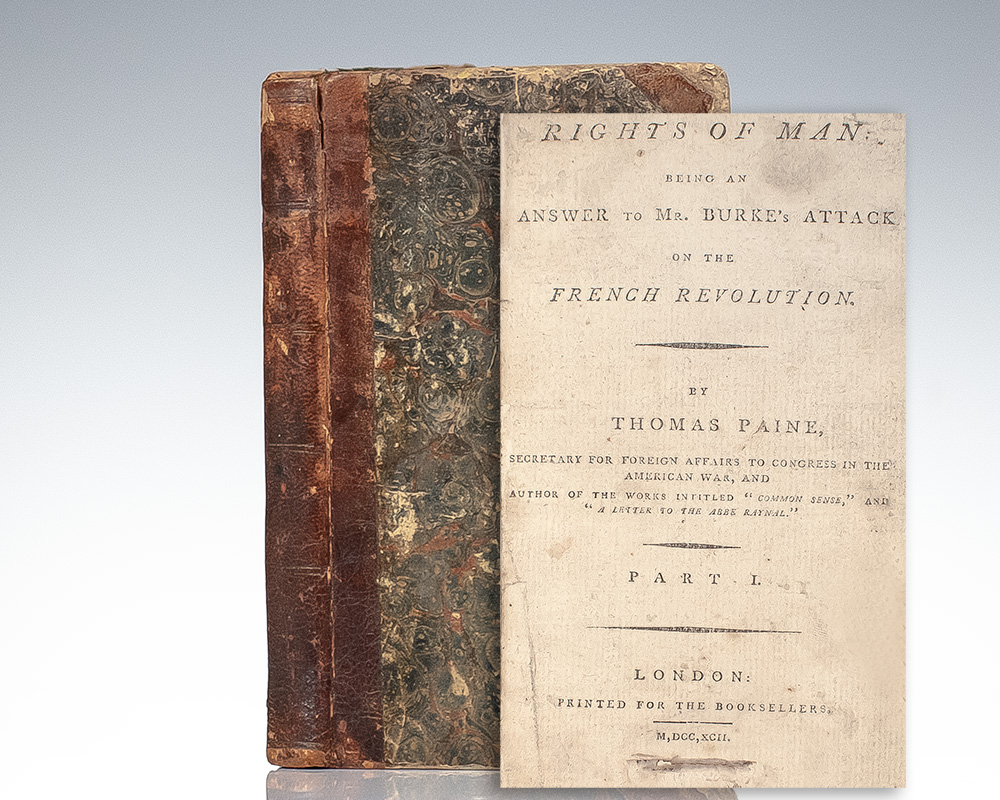 RIGHTS OF MAN:
BEING AN
ANSWER TO MR. BURKE'S ATTACK
ON THE
FRENCH REVOLUTION.
BY
THOMAS PAINE,
SECRETARY FOR FOREIGN AFFAIRS TO CONGRESS IN THE
AMERICAN WAR, AND
AUTHOR OF THE WORKS INTITLED “COMMON SENSE,” AND
“A LETTER TO THE ABBE RAYNAL.”
PART I.
LONDON:
PRINTED FOR THE BOOKSELLERS.
M,DCC,XCII.